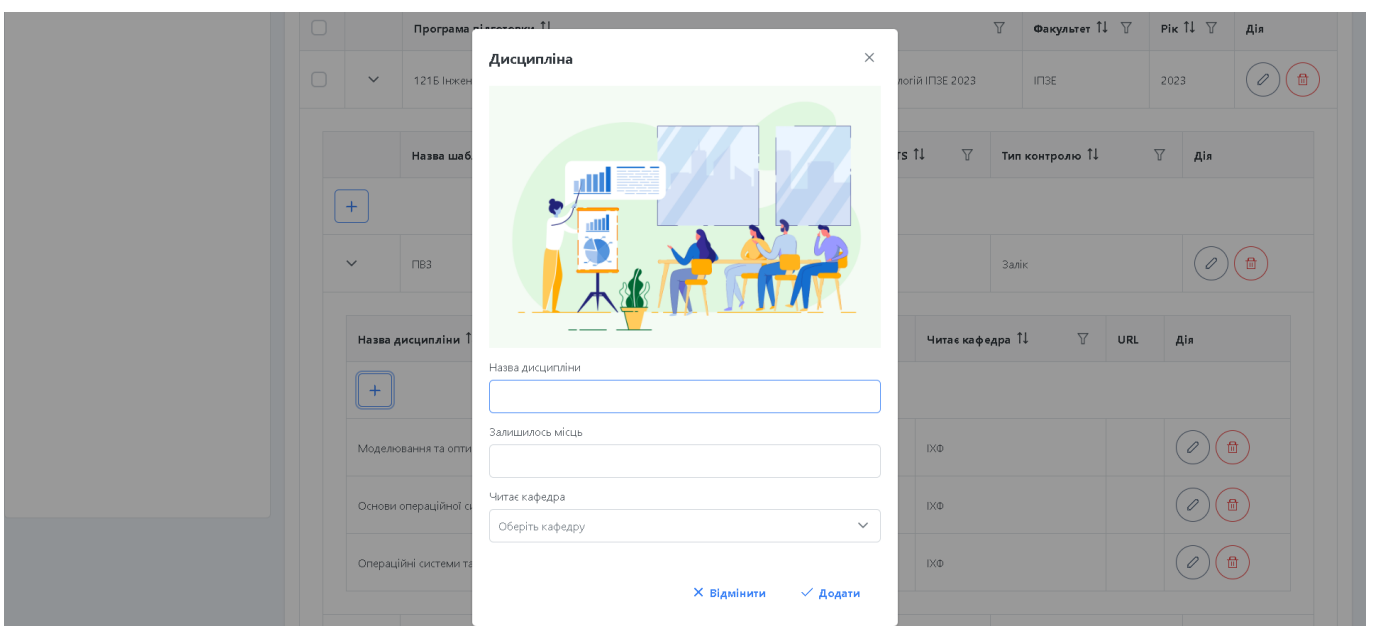 Програма підготовки Факультет Рік Дія
Дисципліна
121Б Інжен логій ІПЗЕ 2023 ІПЗЕ 2023
Назва шаб TS Тип контролю Дія
+
ПВ3 Залік
Назва дисципліни Читає кафедра URL Дія
Назва дисципліни
+
Залишилось місць
Моделювання та опти ІХФ
Читає кафедра
Основи операційної си ІХФ
Оберіть кафедру
Операційні системи та ІХФ
Відмінити Додати